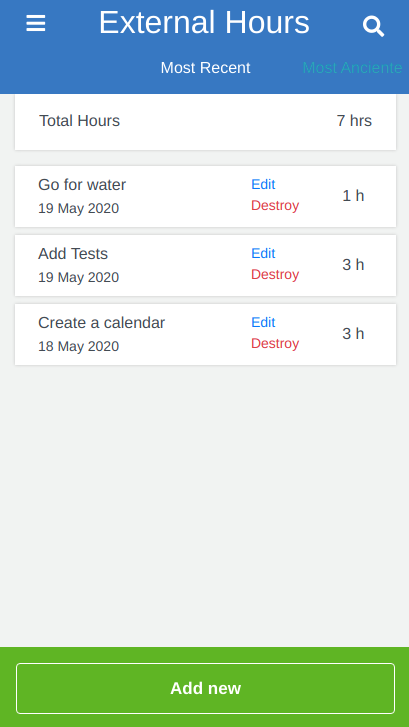 External Hours
Most Recent Most Anciente
Total Hours 7 hrs
Go for water Edit 1 h
19 May 2020 Destroy
Add Tests Edit 3 h
19 May 2020 Destroy
Create a calendar Edit 3 h
18 May 2020 Destroy
Add new